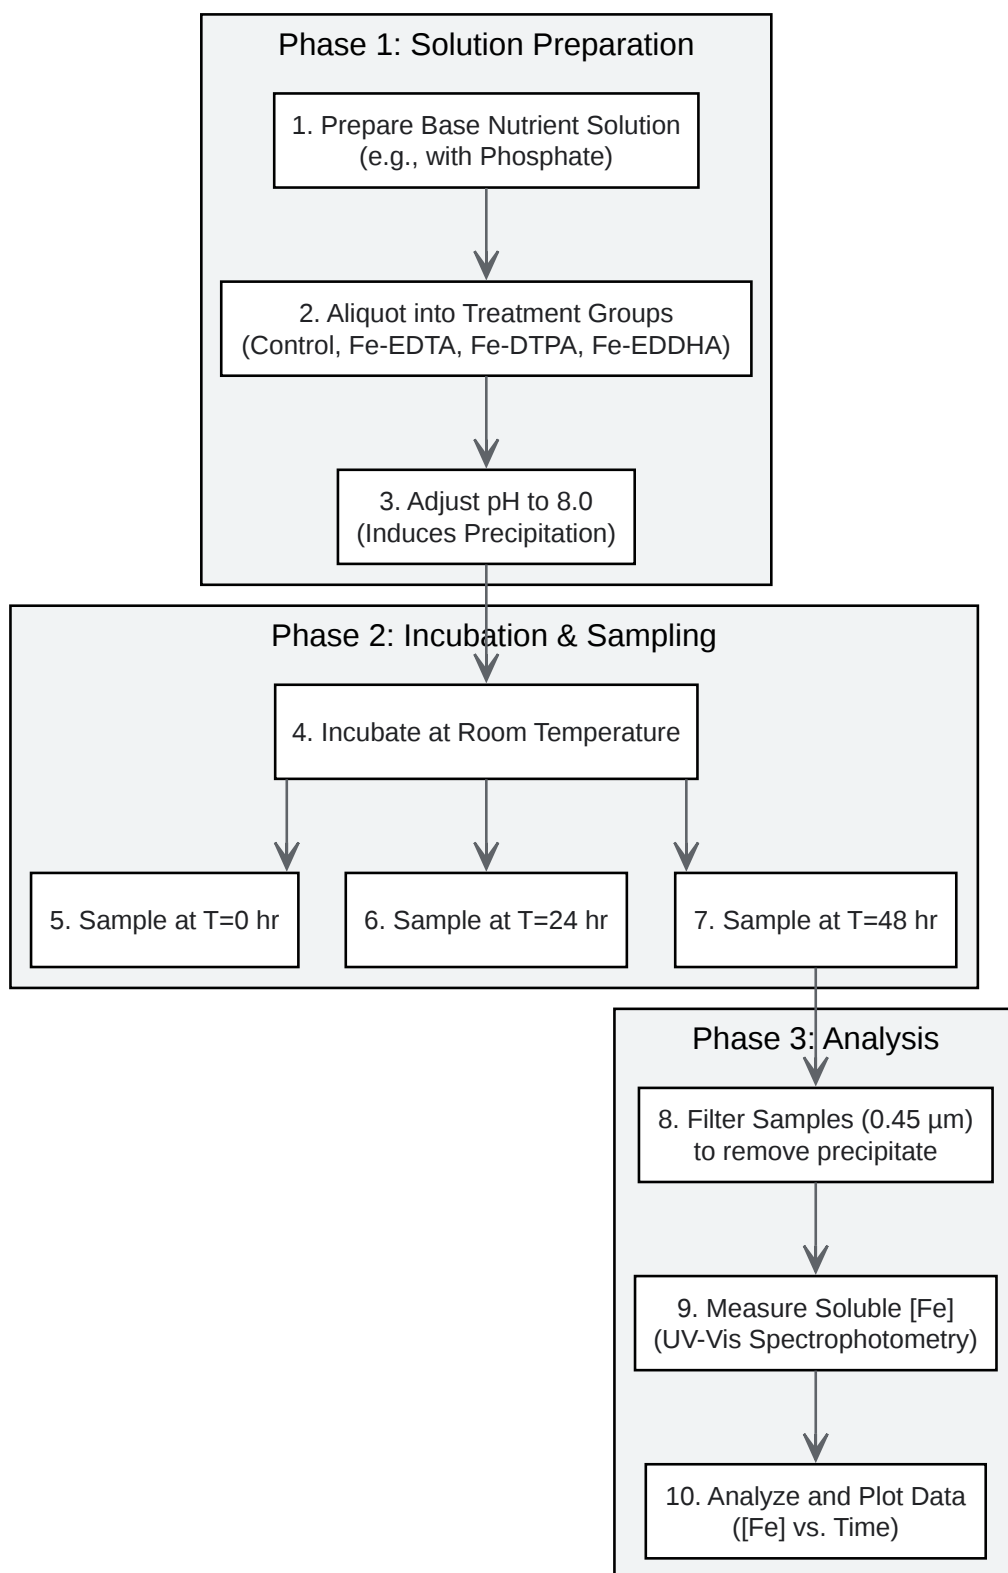 Phase 1: Solution Preparation
1. Prepare Base Nutrient Solution
(e.g., with Phosphate)
2. Aliquot into Treatment Groups
(Control, Fe-EDTA, Fe-DTPA, Fe-EDDHA)
3. Adjust pH to 8.0
(Induces Precipitation)
Phase 2: Incubation & Sampling
4. Incubate at Room Temperature
5. Sample at T=0 hr
6. Sample at T=24 hr
7. Sample at T=48 hr
Phase 3: Analysis
8. Filter Samples (0.45 µm)
to remove precipitate
9. Measure Soluble [Fe]
(UV-Vis Spectrophotometry)
10. Analyze and Plot Data
([Fe] vs. Time)